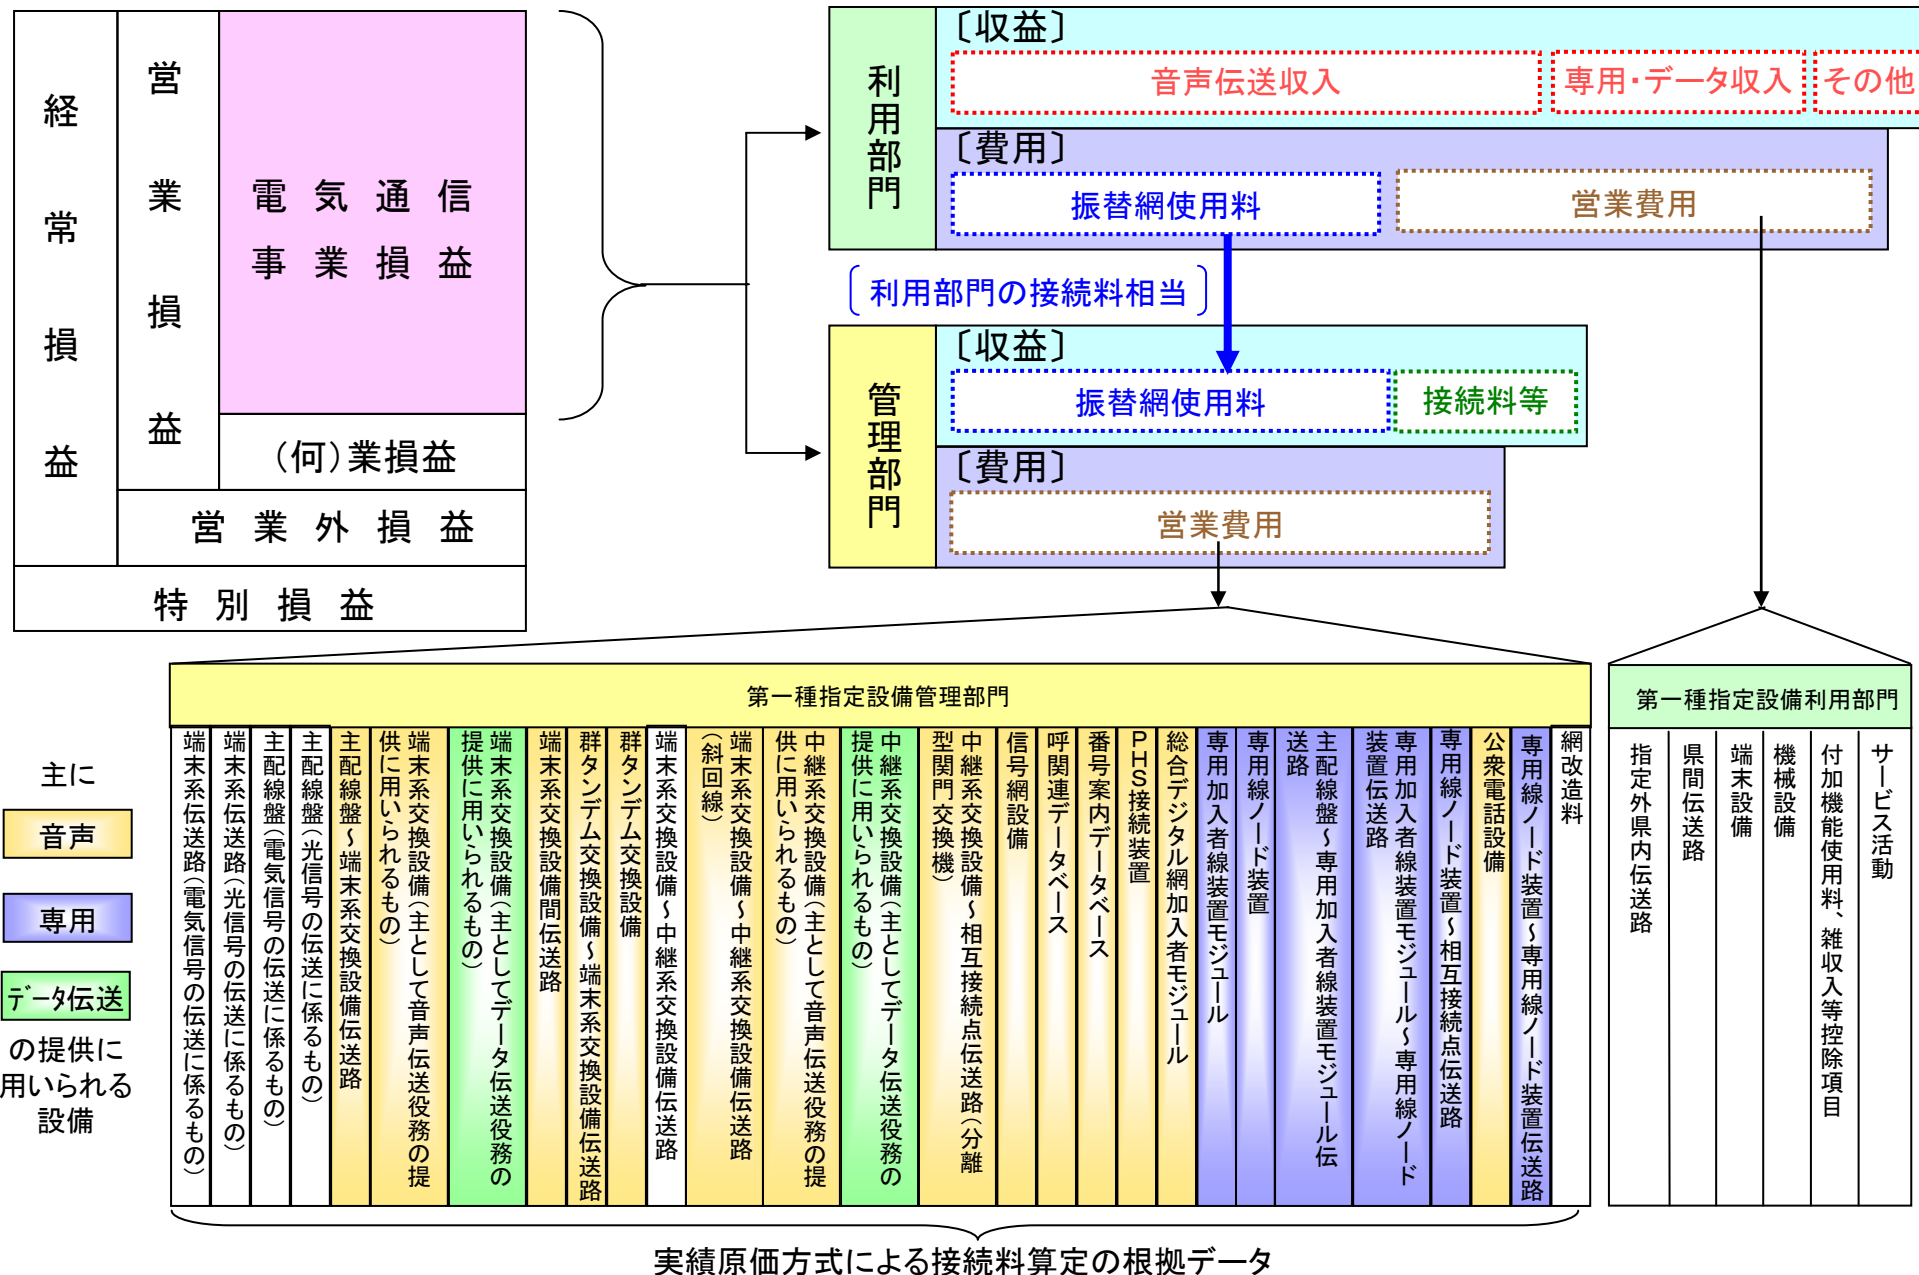 経常損益
営業損益
電気通信
事業損益
(何)業損益
営業外損益
特別損益
利用部門
〔収益〕
音声伝送収入
専用・データ収入
その他
〔費用〕
振替網使用料
営業費用
利用部門の接続料相当
管理部門
〔収益〕
振替網使用料
接続料等
〔費用〕
営業費用
第一種指定設備管理部門
端末系伝送路(電気信号の伝送に係るもの)
端末系伝送路(光信号の伝送に係るもの)
主配線盤(電気信号の伝送に係るもの)
主配線盤(光信号の伝送に係るもの)
主配線盤~端末系交換設備伝送路
端末系交換設備(主として音声伝送役務の提
供に用いられるもの)
端末系交換設備(主としてデータ伝送役務の
提供に用いられるもの)
端末系交換設備間伝送路
群タンデム交換設備~端末系交換設備伝送路
群タンデム交換設備
端末系交換設備~中継系交換設備伝送路
端末系交換設備~中継系交換設備伝送路
(斜回線)
中継系交換設備(主として音声伝送役務の提
供に用いられるもの)
中継系交換設備(主としてデータ伝送役務の
提供に用いられるもの)
中継系交換設備~相互接続点伝送路(分離
型関門交換機)
信号網設備
呼関連データベース
番号案内データベース
PHS接続装置
総合デジタル網加入者モジュール
専用加入者線装置モジュール
専用線ノード装置
主配線盤~専用加入者線装置モジュール伝
送路
専用加入者線装置モジュール~専用線ノード
装置伝送路
専用線ノード装置~相互接続点伝送路
公衆電話設備
専用線ノード装置~専用線ノード装置伝送路
網改造料
第一種指定設備利用部門
指定外県内伝送路
県間伝送路
端末設備
機械設備
付加機能使用料、雑収入等控除項目
サービス活動
主に
音声
専用
データ伝送
の提供に
用いられる
設備
実績原価方式による接続料算定の根拠データ